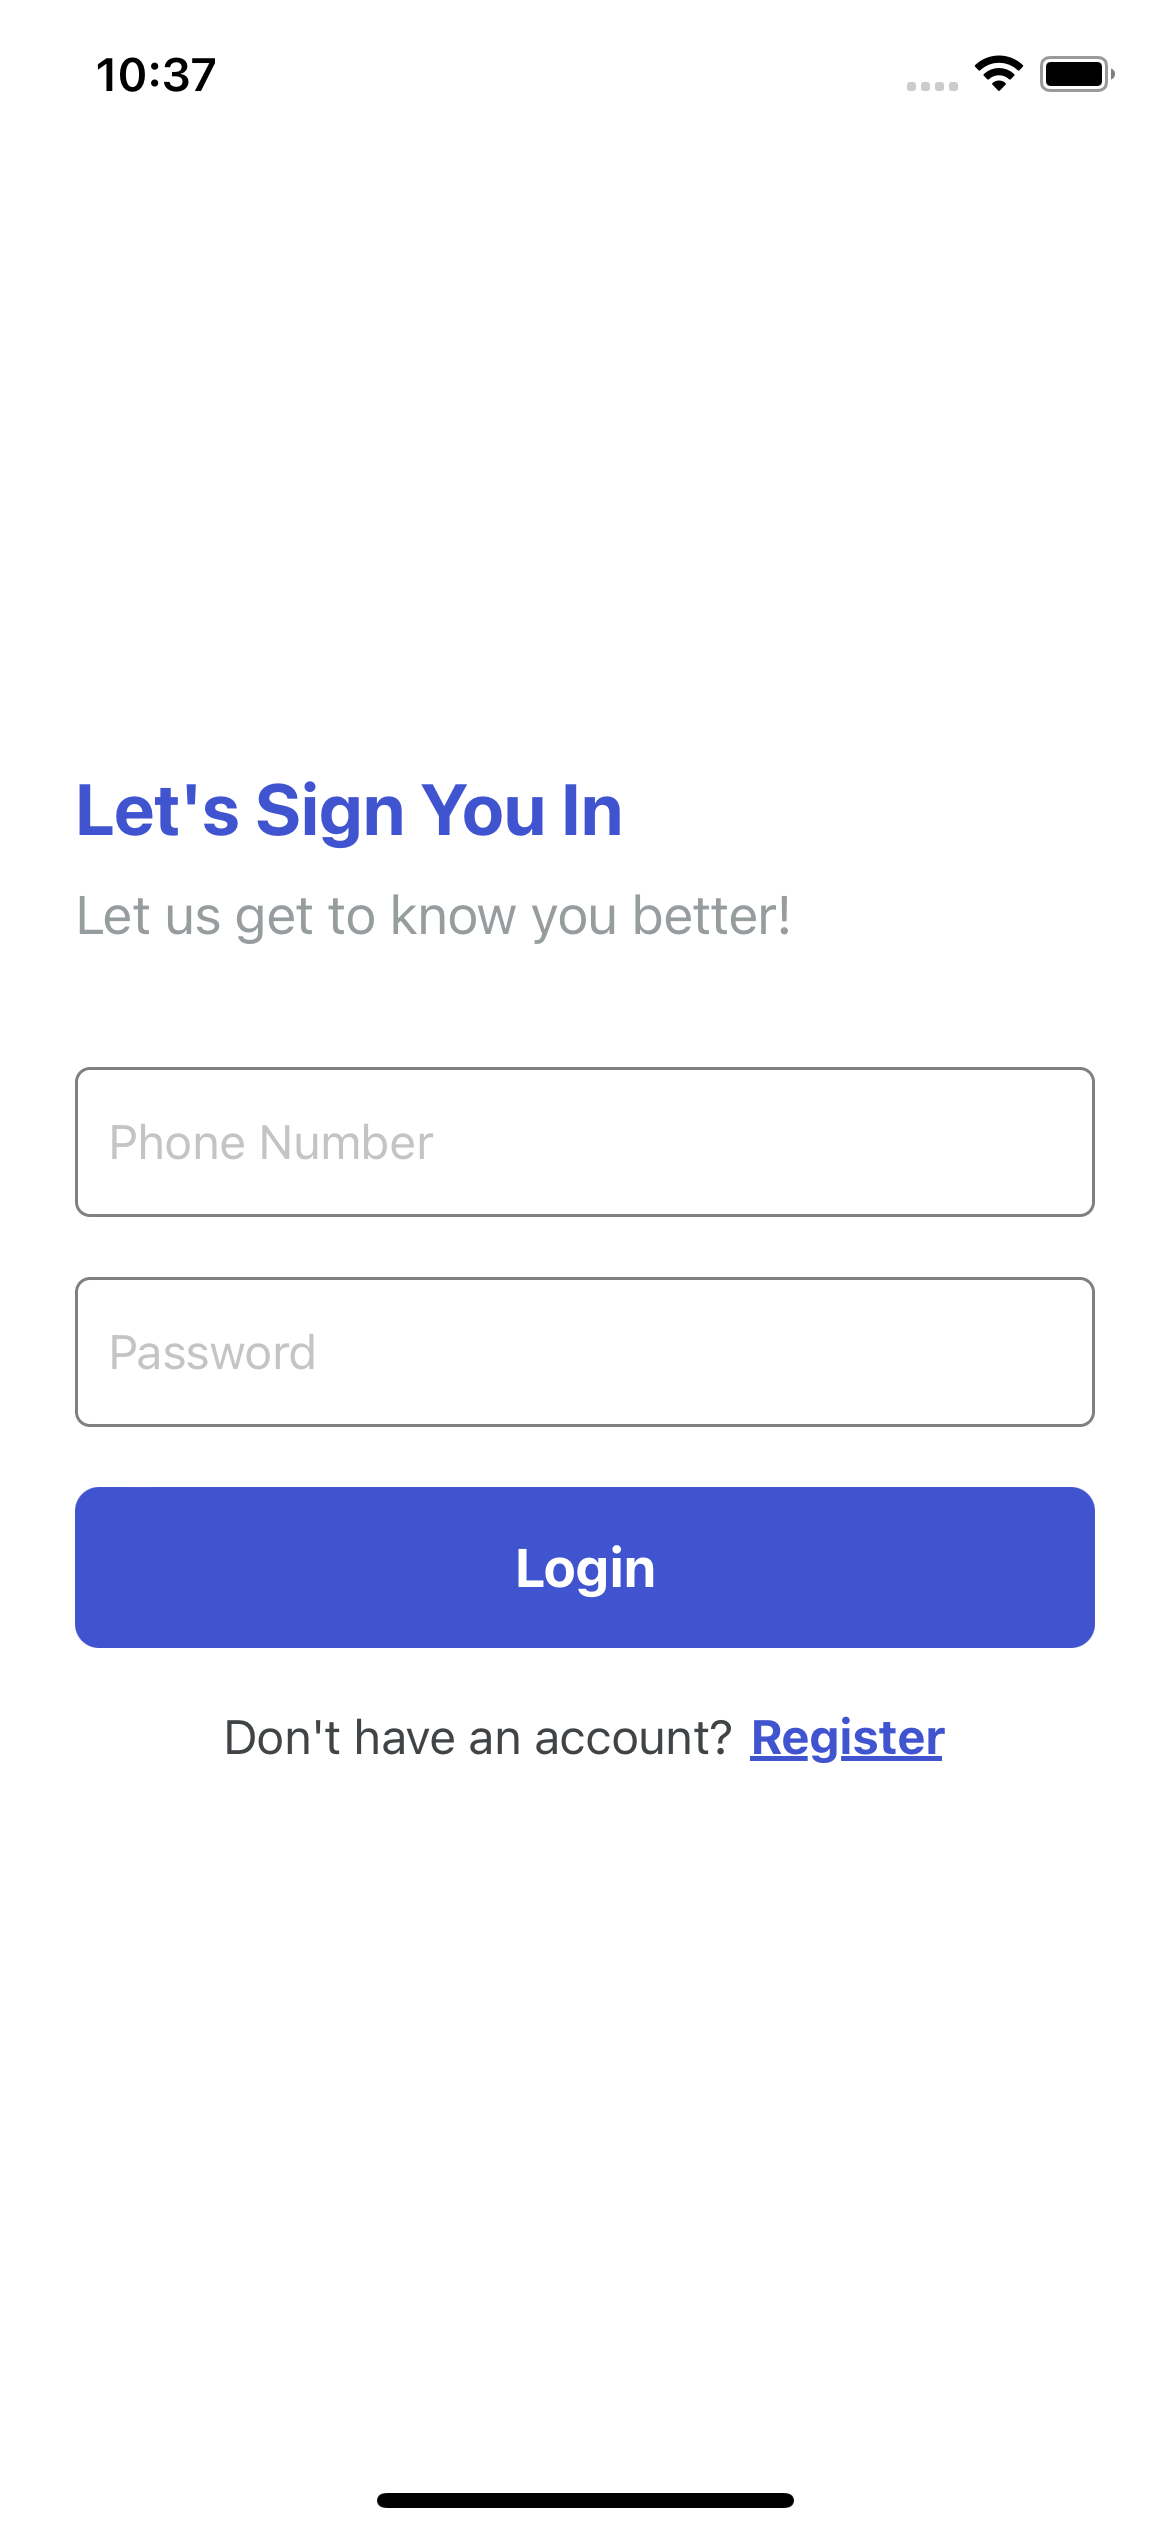 10:37
Let's Sign You In
Let us get to know you better!
Phone Number
Password
Login
Don't have an account? Register